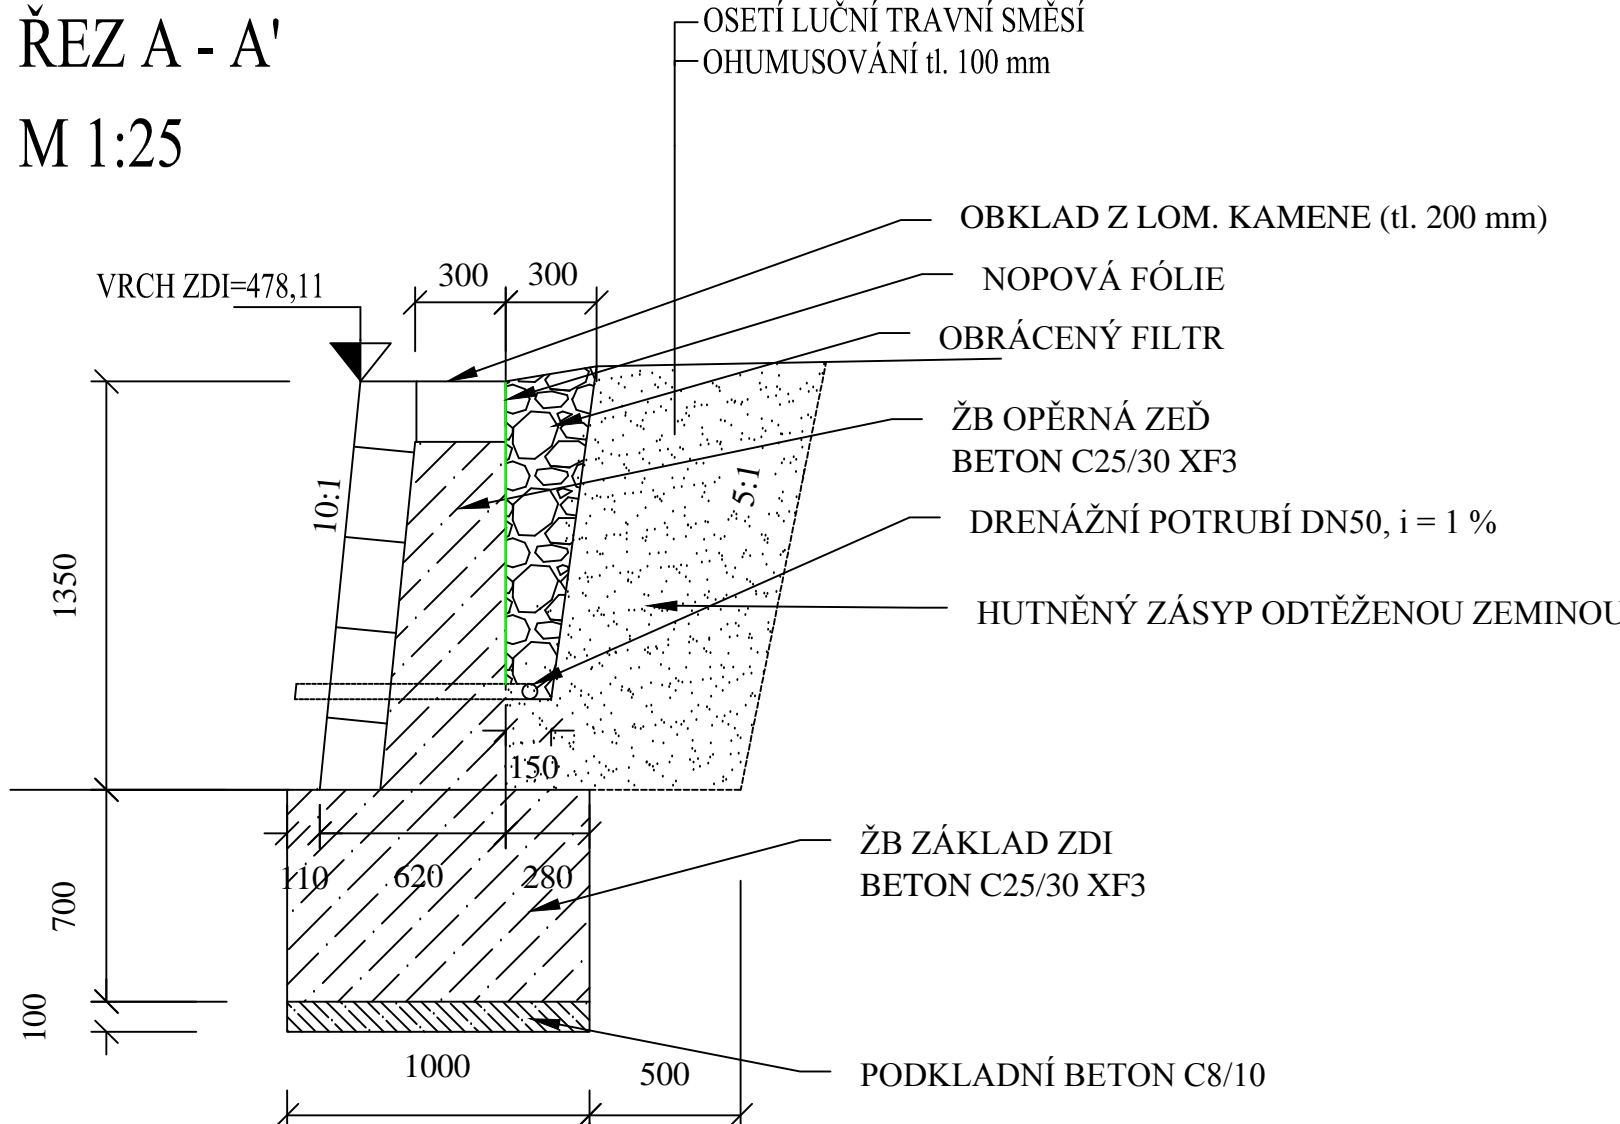 ŘEZ A - A'
M 1:25
OSETÍ LUČNÍ TRAVNÍ SMĚSÍ
OHUMUSOVÁNÍ tl. 100 mm
OBKLAD Z LOM. KAMENE (tl. 200 mm)
NOPOVÁ FÓLIE
OBRÁCENÝ FILTR
VRCH ZDI=478,11
300
300
ŽB OPĚRNÁ ZEĎ
BETON C25/30 XF3
10:1
5:1
DRENÁŽNÍ POTRUBÍ DN50, i = 1 %
HUTNĚNÝ ZÁSYP ODTĚŽENOU ZEMINOU
1350
150
ŽB ZÁKLAD ZDI
BETON C25/30 XF3
110
620
280
700
100
1000
500
PODKLADNÍ BETON C8/10